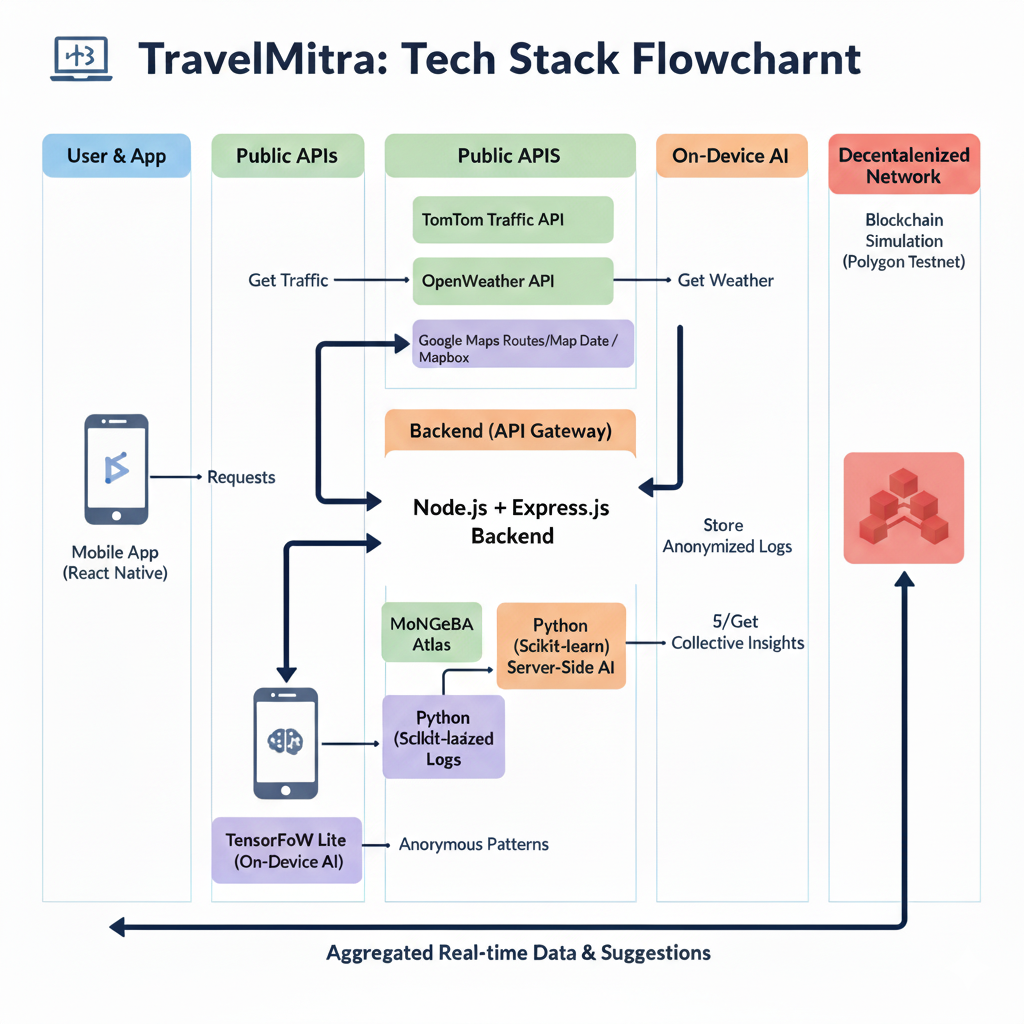 TravelMitra: Tech Stack Flowcharnt
User & App
Public APIs
Public APIS
On-Device AI
Decentalenized
Network
TomTom Traffic API
Blockchain
Simulation
(Polygon Testnet)
Get Traffic
OpenWeather API
Get Weather
Google Maps Routes/Map Date /
Mapbox
Backend (API Gateway)
Requests
Node.js + Express.js
Backend
Mobile App
(React Native)
Store
Anonymized Logs
MoNGeBA
Atlas
Python
(Scikit-learn)
Server-Side AI
5/Get
Collective Insights
Python
Logs
TensorFoW Lite
(On-Device AI)
Anorymous Patterns
Aggregated Real-time Data & Suggestions